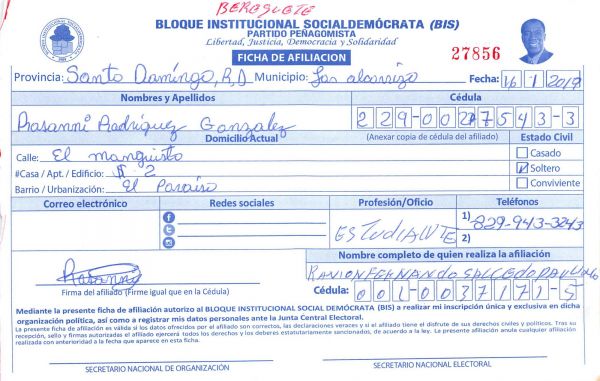 BERESLETE
BLOQUE INSTITUCIONAL SOCIALDEMÓCRATA (BIS)
PARTIDO PEÑAGOMISTA
Libertad, Justicia, Democracia y Solidaridad
FICHA DE AFILIACION
27856
Provincia: Santo Domingo, R,D Municipio: los alcarrizo Fecha: 16 1 2019
Nombres y Apellidos Cédula
Rosanni Rodriguez Gonzalez 229-0027543-3
Domicilio Actual (Anexar copia de cédula del afiliado) Estado Civil
Calle: El manguisto Casado
#Casa / Apt. / Edificio: # 2 Soltero
Barrio / Urbanización: El Paraiso Conviviente
Correo electrónico Redes sociales Profesión/Oficio Teléfonos
ESTUDIANTE 1) 829-943-3243
2)
Nombre completo de quien realiza la afiliación
RAMON FERNANDO SALCEDO PAULINO
Rosanni
Firma del afiliado (Firme igual que en la Cédula) Cédula: 001-0037171-5
Mediante la presente ficha de afiliación autorizo al BLOQUE INSTITUCIONAL SOCIAL DEMÓCRATA (BIS) a realizar mi inscripción única y exclusiva en dicha
organización política, así como a registrar mis datos personales ante la Junta Central Electoral.
La presente ficha de afiliación es válida si los datos ofrecidos por el afiliado son correctos, las declaraciones veraces y si el afiliado tiene el disfrute de sus derechos civiles y políticos. Tras su
recepción, sello y firmas autorizadas el afiliado ejercerá todos los derechos y los deberes estatutariamente sancionados, de acuerdo a la ley. La presente afiliación anula cualquier afiliación
realizada con anterioridad a la fecha que aparece en esta ficha.
SECRETARIO NACIONAL DE ORGANIZACIÓN SECRETARIO NACIONAL ELECTORAL